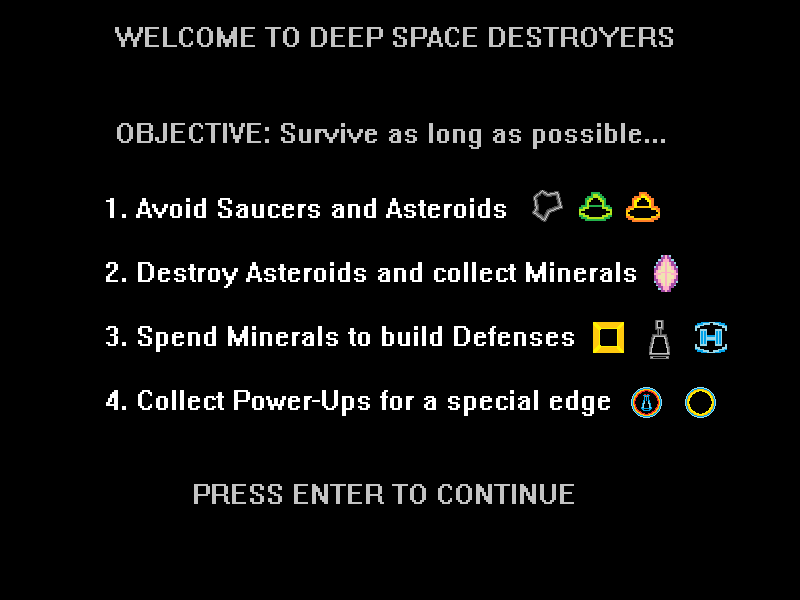 WELCOME TO DEEP SPACE DESTROYERS
OBJECTIVE: Survive as long as possible...
1. Avoid Saucers and Asteroids
2. Destroy Asteroids and collect Minerals
3. Spend Minerals to build Defenses
4. Collect Power-Ups for a special edge
PRESS ENTER TO CONTINUE